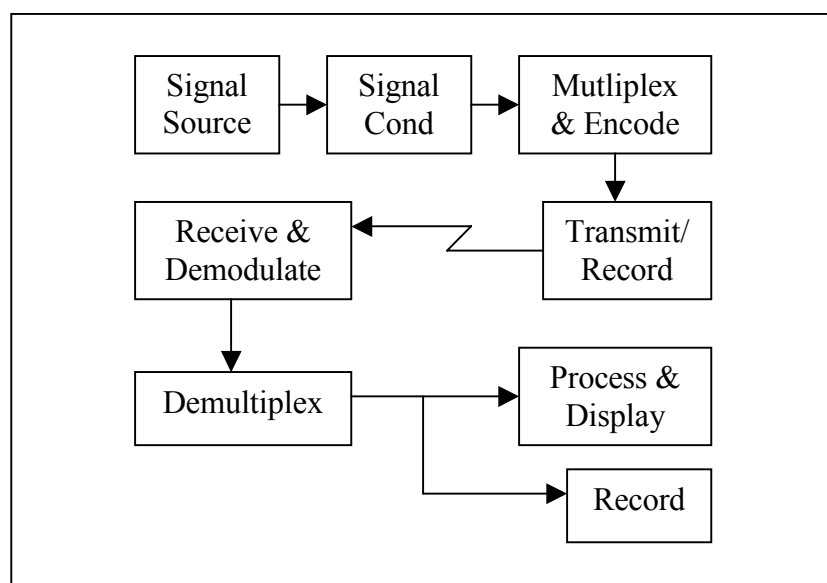 Signal
Source
Signal
Cond
Mutliplex
& Encode
Receive &
Demodulate
Transmit/
Record
Demultiplex
Process &
Display
Record